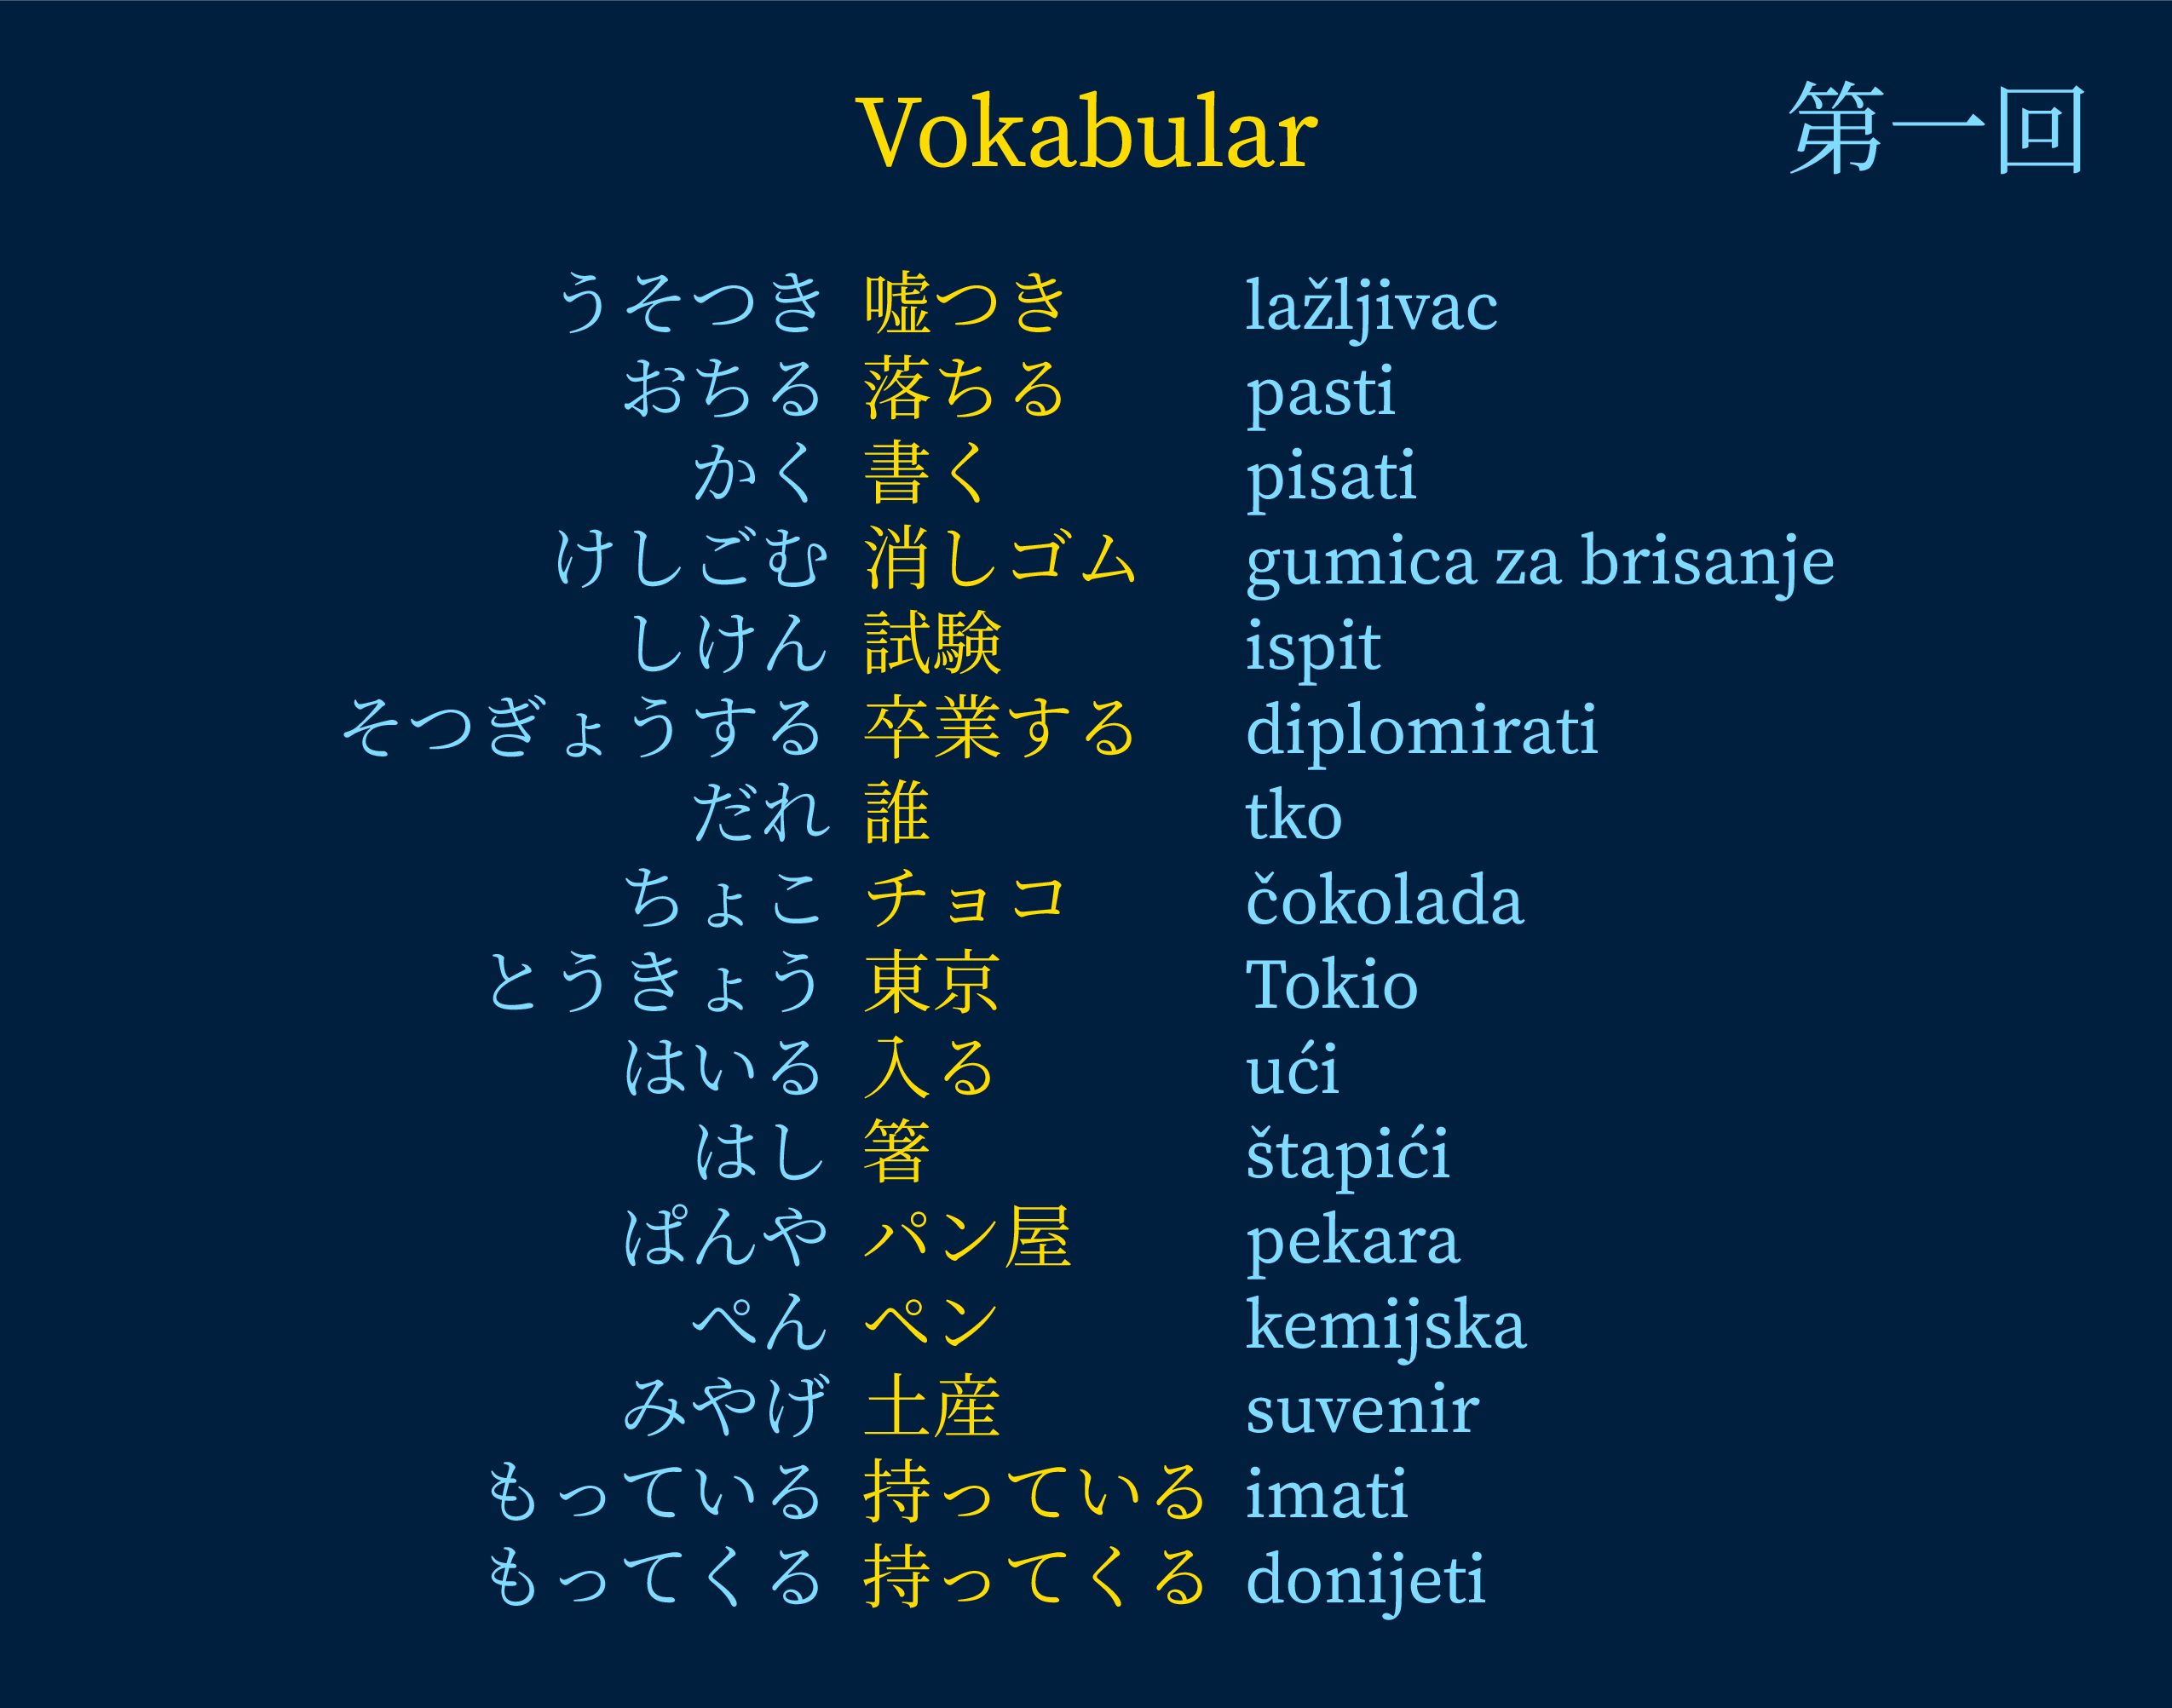 Vokabular 第一回
うそつき 嘘つき lažljivac
おちる 落ちる pasti
かく 書く pisati
けしごむ 消しゴム gumica za brisanje
しけん 試験 ispit
そつぎょうする 卒業する diplomirati
だれ 誰 tko
ちょこ チョコ čokolada
とうきょう 東京 Tokio
はいる 入る ući
はし 箸 štapići
ぱんや パン屋 pekara
ぺん ペン kemijska
みやげ 土産 suvenir
もっている 持っている imati
もってくる 持ってくる donijeti